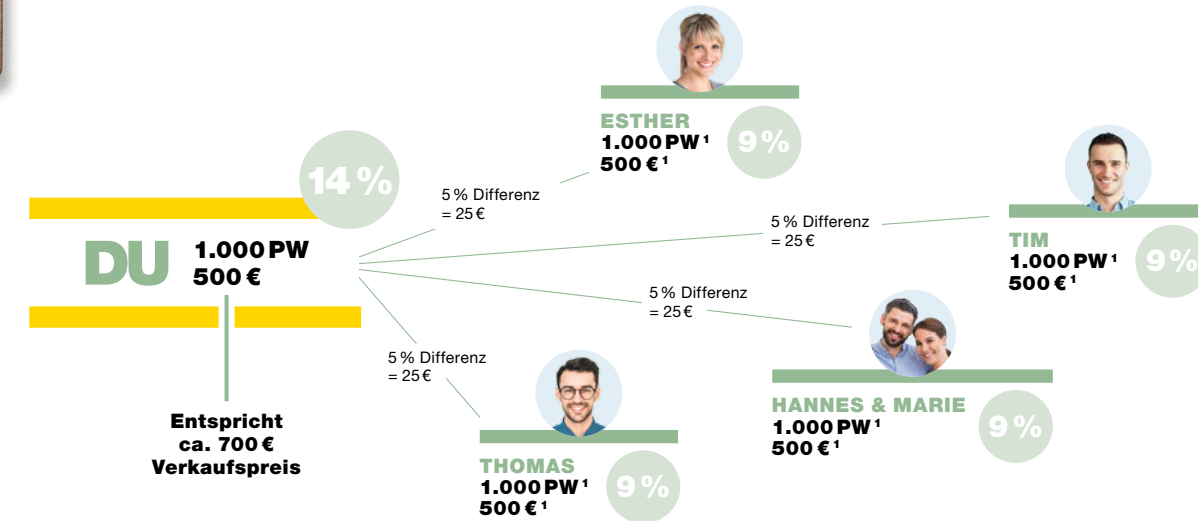 ESTHER
1.000 PW ¹
500 € ¹
9 %
14 %
5 % Differenz
= 25 €
DU
1.000 PW
500 €
5 % Differenz
= 25 €
TIM
1.000 PW ¹
500 € ¹
9 %
5 % Differenz
= 25 €
5 % Differenz
= 25 €
HANNES & MARIE
1.000 PW ¹
500 € ¹
9 %
Entspricht
ca. 700 €
Verkaufspreis
THOMAS
1.000 PW ¹
500 € ¹
9 %